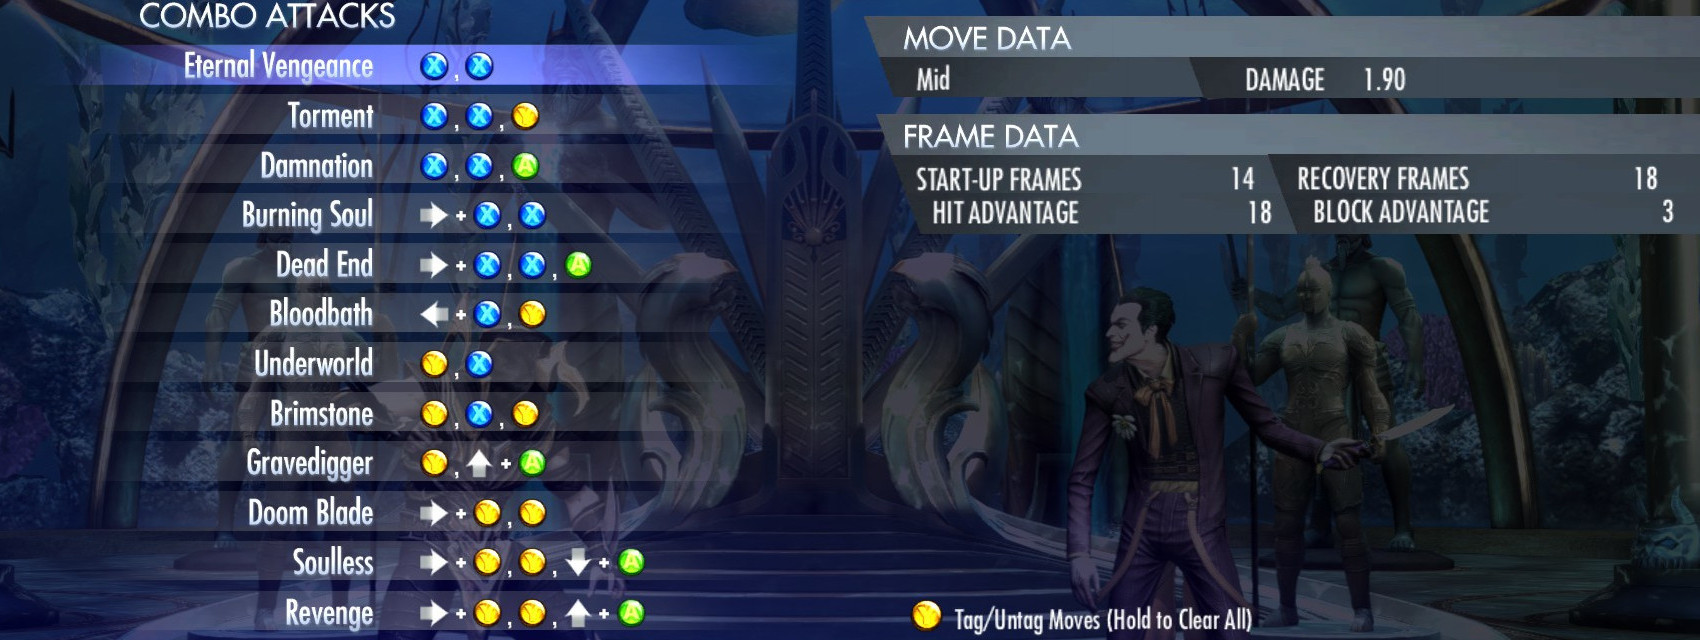 COMBO ATTACKS
Eternal Vengeance X, X
Torment X, X, Y
Damnation X, X, A
Burning Soul → + X, X
Dead End → + X, X, A
Bloodbath ← + X, Y
Underworld Y, X
Brimstone Y, X, Y
Gravedigger Y, ↑ + A
Doom Blade → + Y, Y
Soulless → + Y, Y, ↓ + A
Revenge → + Y, Y, ↑ + A
MOVE DATA
Mid DAMAGE 1.90
FRAME DATA
START-UP FRAMES 14 RECOVERY FRAMES 18
HIT ADVANTAGE 18 BLOCK ADVANTAGE 3
Y Tag/Untag Moves (Hold to Clear All)